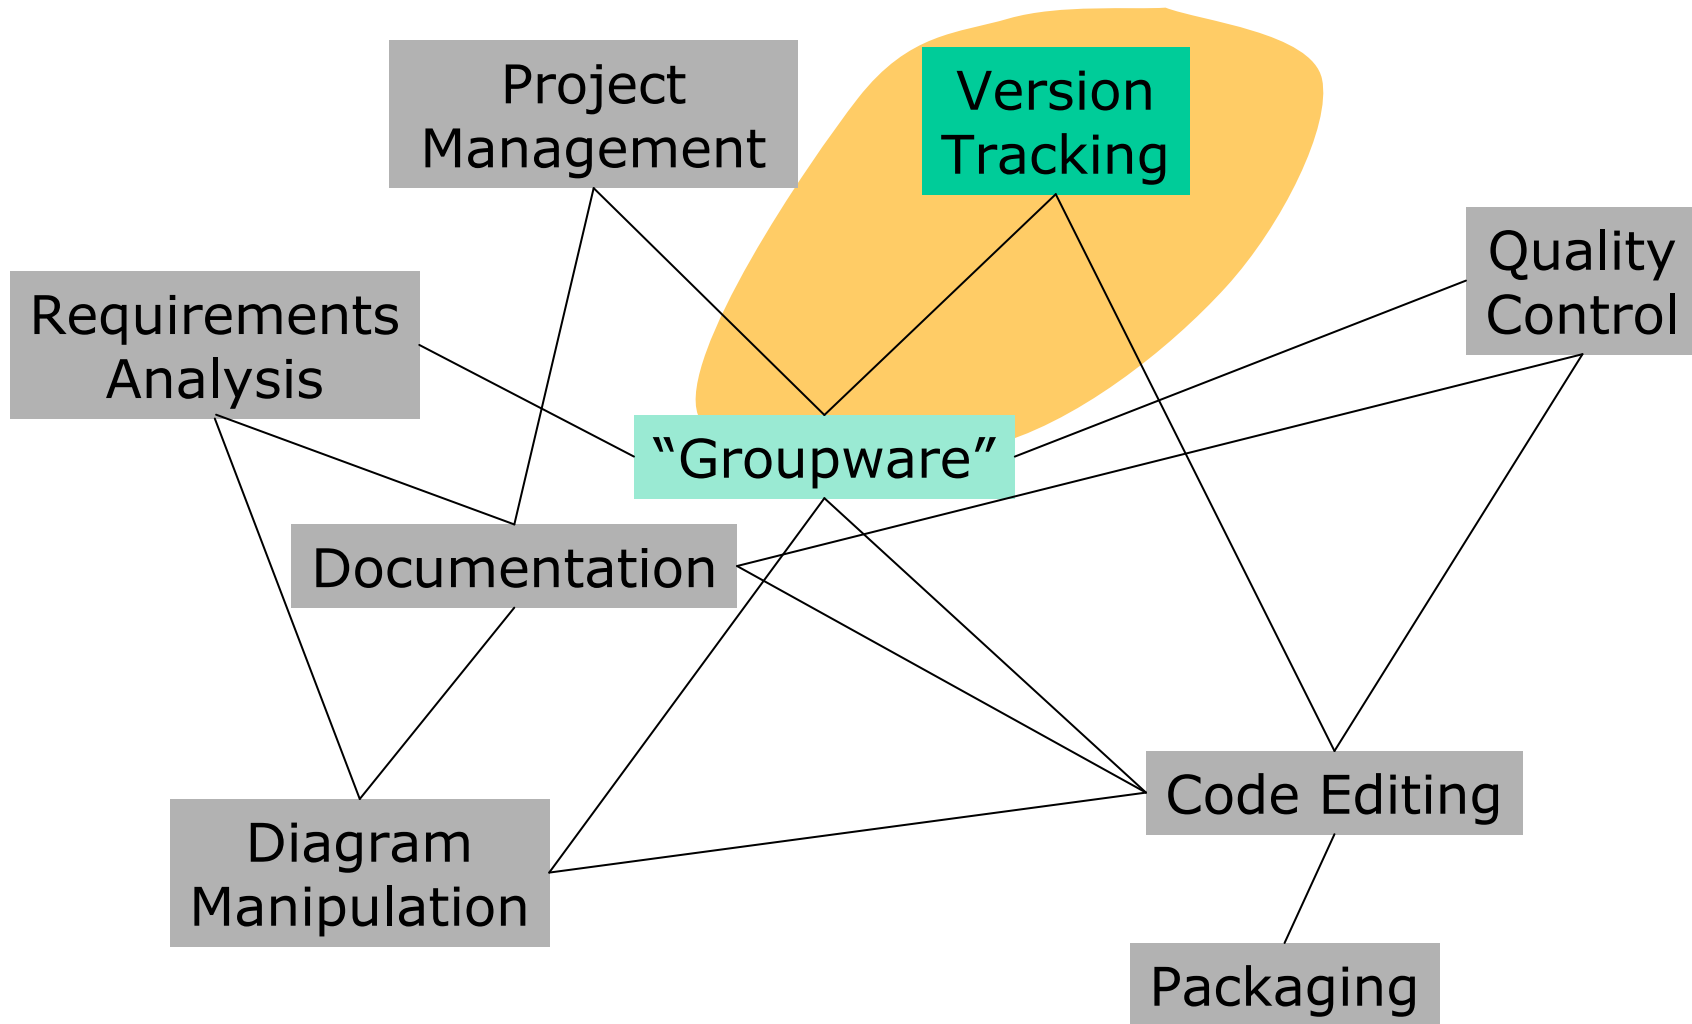 Project
Management
Version
Tracking
Quality
Control
Requirements
Analysis
“Groupware”
Documentation
Code Editing
Diagram
Manipulation
Packaging